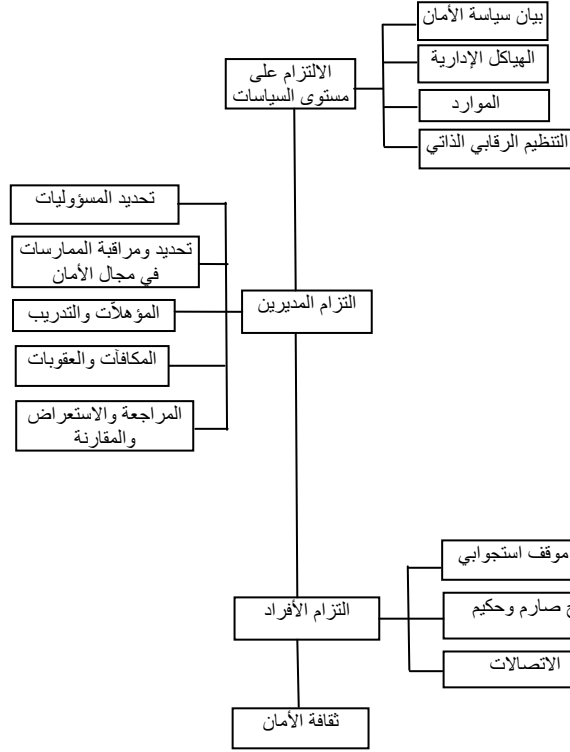 بيان سياسة الأمان
الهياكل الإدارية
الموارد
التنظيم الرقابي الذاتي
الالتزام على
مستوى السياسات
تحديد المسؤوليات
تحديد ومراقبة الممارسات
في مجال الأمان
المؤهلاّت والتدريب
المكافآت والعقوبات
المراجعة والاستعراض
والمقارنة
التزام المديرين
موقف استجوابي
صارم وحكيم
الاتصالات
التزام الأفراد
ثقافة الأمان